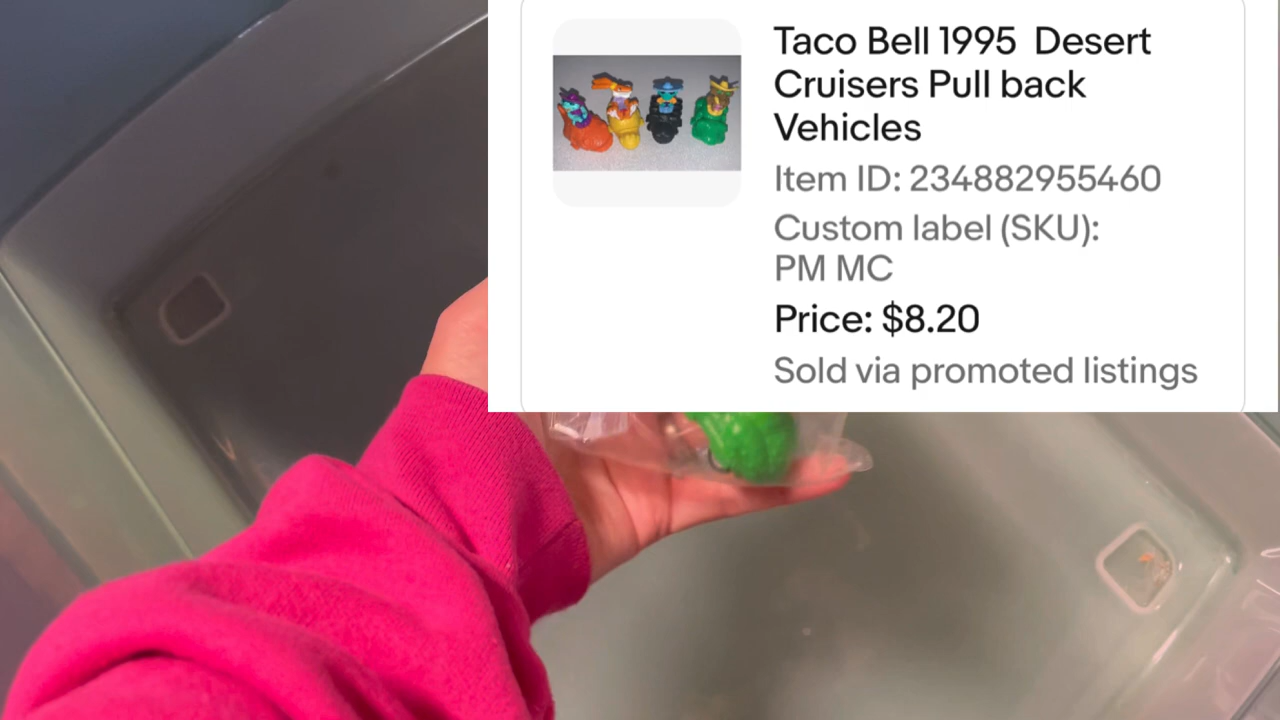 Taco Bell 1995 Desert
Cruisers Pull back
Vehicles
Item ID: 234882955460
Custom label (SKU):
PM MC
Price: $8.20
Sold via promoted listings